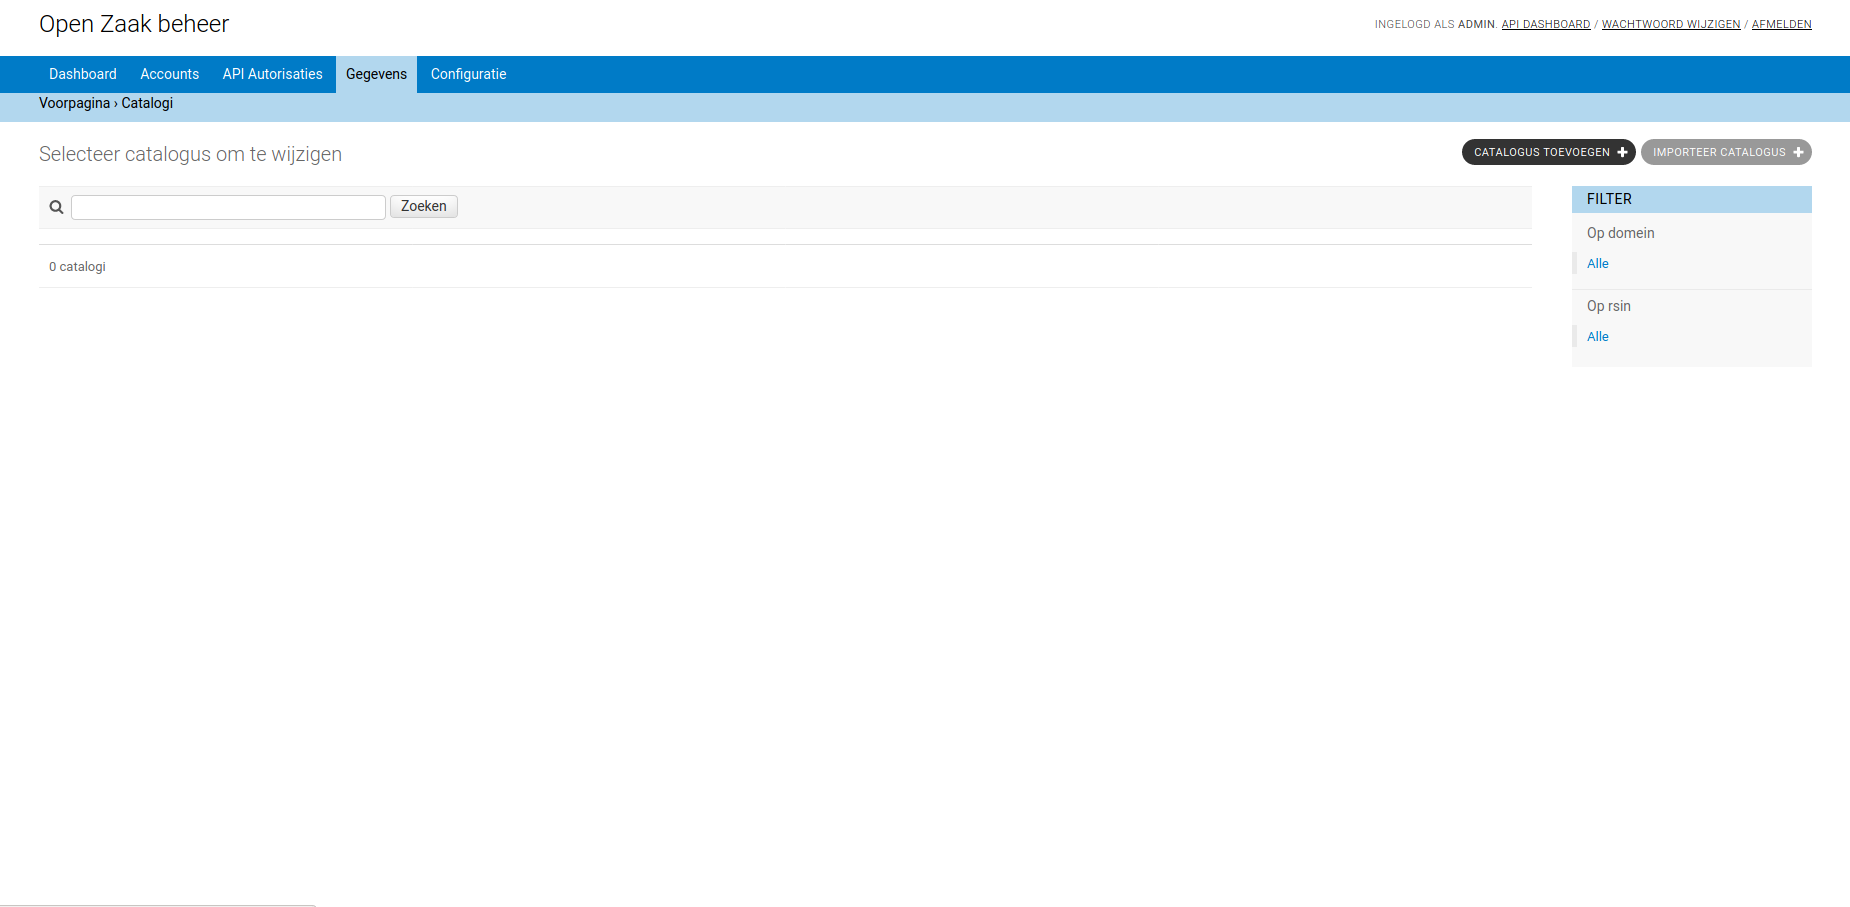 Open Zaak beheer
INGELOGD ALS ADMIN. API DASHBOARD / WACHTWOORD WIJZIGEN / AFMELDEN
Dashboard Accounts API Autorisaties Gegevens Configuratie
Voorpagina › Catalogi
Selecteer catalogus om te wijzigen
CATALOGUS TOEVOEGEN
IMPORTEER CATALOGUS
Zoeken
0 catalogi
FILTER
Op domein
Alle
Op rsin
Alle